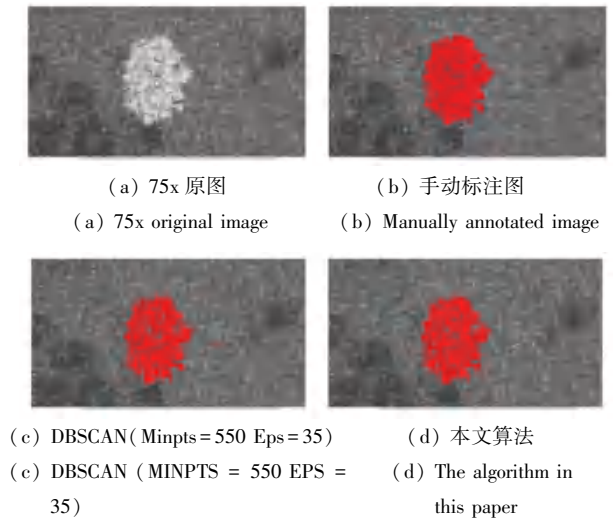 (a) 75x 原图
(a) 75x original image
(b) 手动标注图
(b) Manually annotated image
(c) DBSCAN(Minpts=550 Eps=35)
(c) DBSCAN (MINPTS = 550 EPS =
35)
(d) 本文算法
(d) The algorithm in
this paper